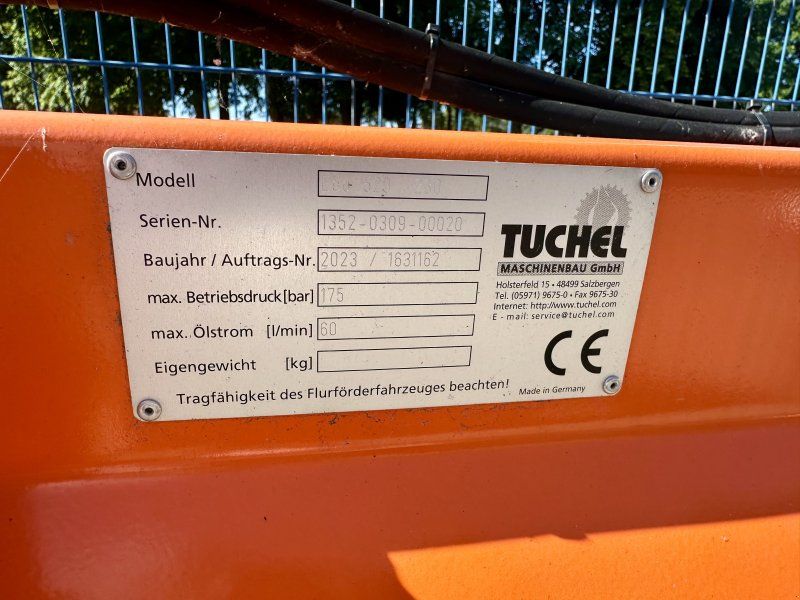 Modell 520 230
Serien-Nr. 1352-0309-00020
Baujahr / Auftrags-Nr. 2023 / 1631162
max. Betriebsdruck [bar] 175
max. Ölstrom [l/min] 60
Eigengewicht [kg]
Tragfähigkeit des Flurförderfahrzeuges beachten!
TUCHEL
MASCHINENBAU GmbH
Holsterfeld 15 • 48499 Salzbergen
Tel. (05971) 9675-0 • Fax 9675-30
Internet: http://www.tuchel.com
E - mail: service@tuchel.com
CE
Made in Germany